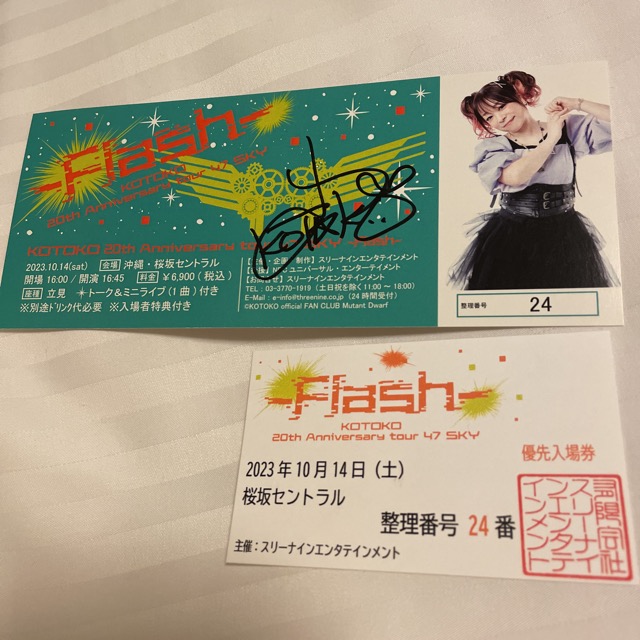 -Flash-
KOTOKO
20th Anniversary tour 47 SKY
KOTOKO 20th Anniversary tour 47 SKY -Flash-
2023.10.14(sat) 会場 沖縄・桜坂セントラル
開場 16:00 / 開演 16:45 料金 ¥6,900(税込)
座種 立見 トーク&ミニライブ(1曲)付き
※別途ドリンク代必要 ※入場者特典付き
・企画 制作】スリーナインエンタテインメント
ユニバーサル・エンターテイメント
スリーナインエンタテインメント
TEL:03-3770-1919(土日祝を除く11:00~18:00)
E-Mail:e-info@threenine.co.jp(24時間受付)
©KOTOKO official FAN CLUB Mutant Dwarf
整理番号 24
-Flash-
KOTOKO
20th Anniversary tour 47 SKY
優先入場券
2023年10月14日(土)
桜坂セントラル
整理番号 24番
主催:スリーナインエンタテインメント
スリーナイ
ンエンタテ
インメント